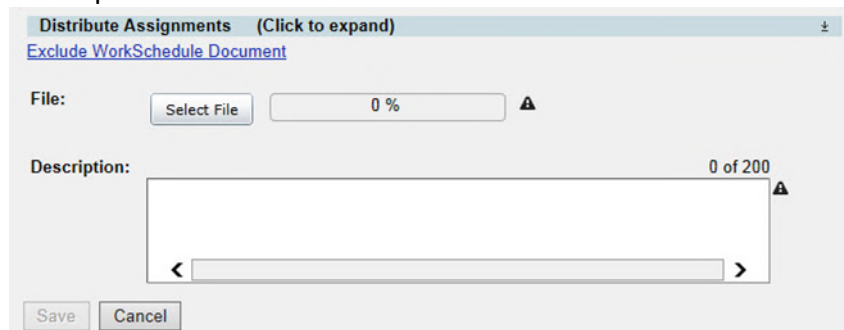 Distribute Assignments (Click to expand)
Exclude WorkSchedule Document
File: Select File 0 %
Description: 0 of 200
Save Cancel